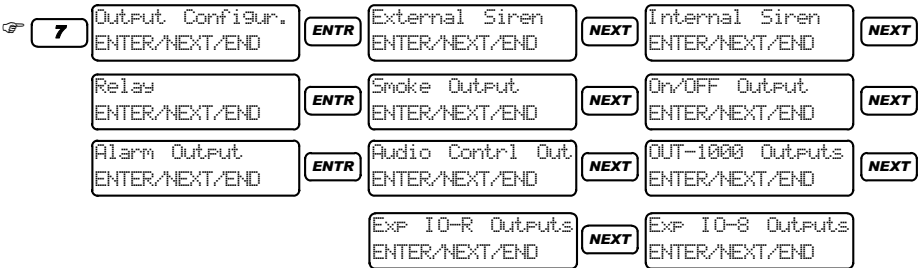 7 Output Configur. ENTR External Siren NEXT Internal Siren NEXT
ENTER/NEXT/END ENTER/NEXT/END ENTER/NEXT/END
Relay ENTR Smoke Output NEXT On/OFF Output NEXT
ENTER/NEXT/END ENTER/NEXT/END ENTER/NEXT/END
Alarm Output ENTR Audio Contrl Out NEXT OUT-1000 Outputs NEXT
ENTER/NEXT/END ENTER/NEXT/END ENTER/NEXT/END
Exp IO-R Outputs NEXT Exp IO-8 Outputs
ENTER/NEXT/END ENTER/NEXT/END